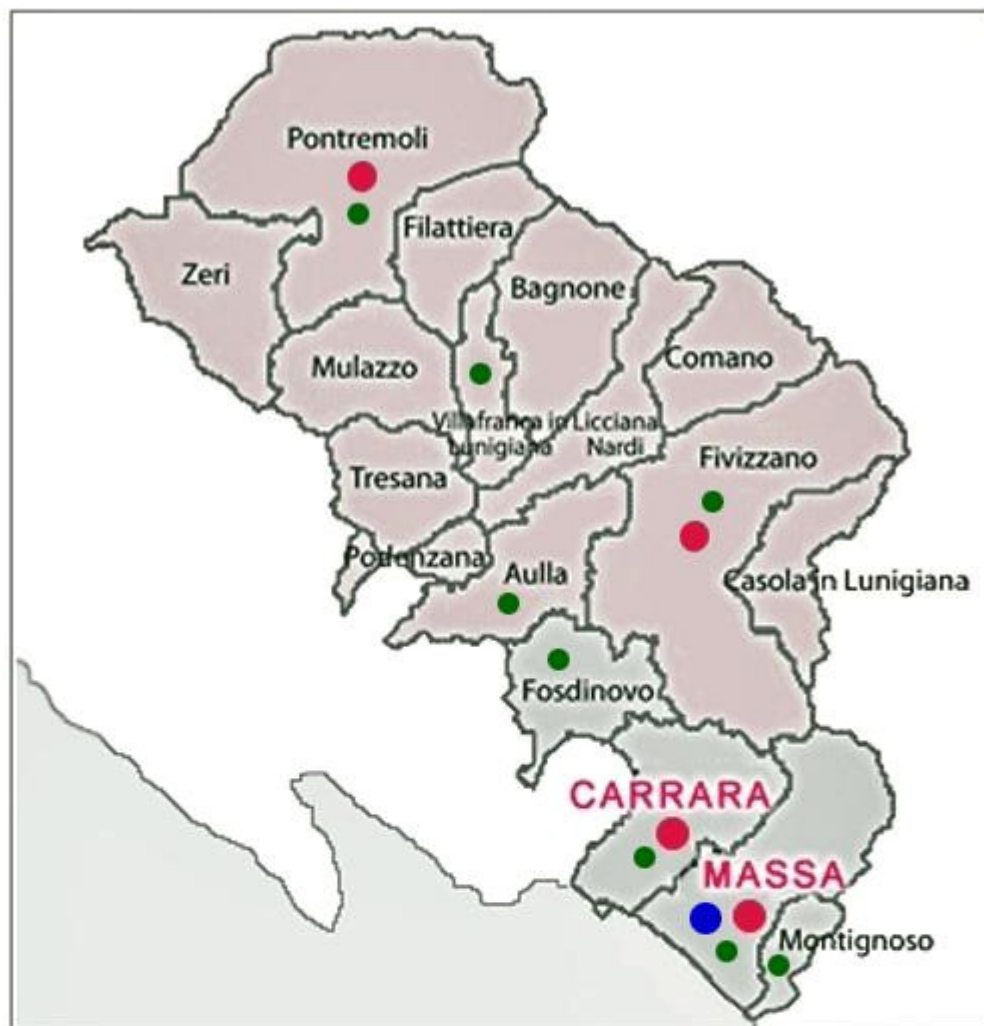 Pontremoli
Filattiera
Zeri
Bagnone
Comano
Mulazzo
Villafranca in
Lunigiana
Licciana
Nardi
Fivizzano
Tresana
Podenzana
Aulla
Casola in Lunigiana
Fosdinovo
CARRARA
MASSA
Montignoso